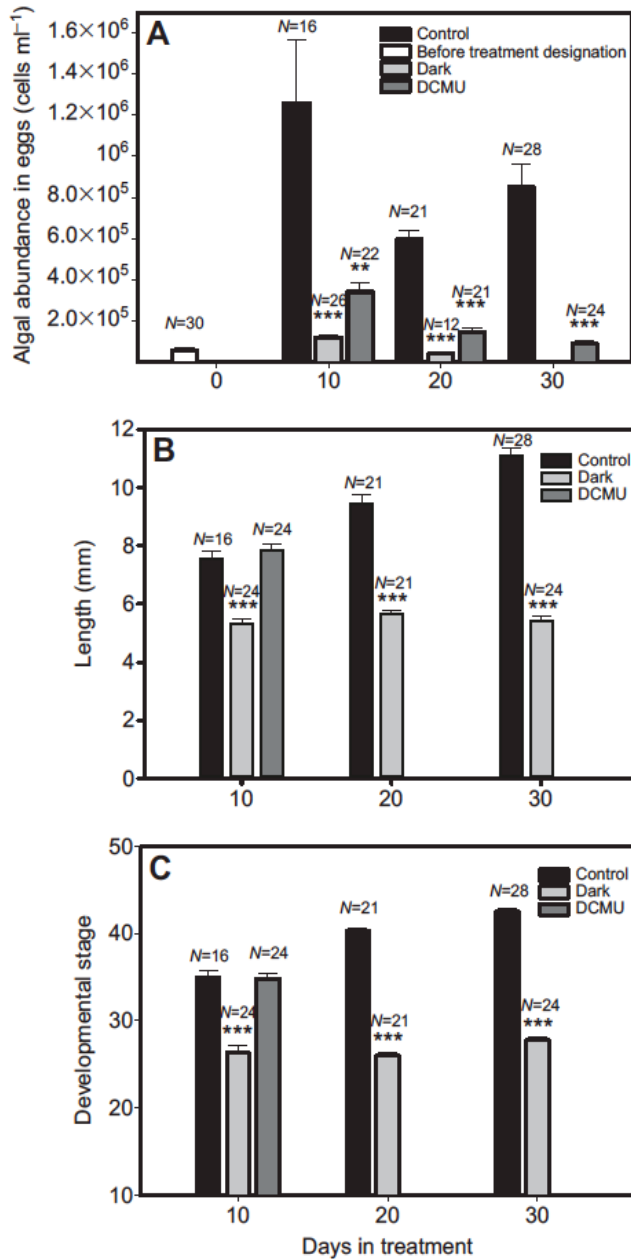 A
Control
Before treatment designation
Dark
DCMU
Algal abundance in eggs (cells ml⁻¹)
1.6×10⁶
1.4×10⁶
1.2×10⁶
10⁶
8.0×10⁵
6.0×10⁵
4.0×10⁵
2.0×10⁵
N=30
N=16
N=26
***
N=22
**
N=21
N=12
***
N=21
***
N=28
N=24
***
0 10 20 30
B
Control
Dark
DCMU
Length (mm)
12
10
8
6
4
2
0
N=16
N=24
***
N=24
N=21
N=21
***
N=28
N=24
***
10 20 30
C
Control
Dark
DCMU
Developmental stage
50
40
30
20
10
N=16
N=24
***
N=24
N=21
N=21
***
N=28
N=24
***
10 20 30
Days in treatment